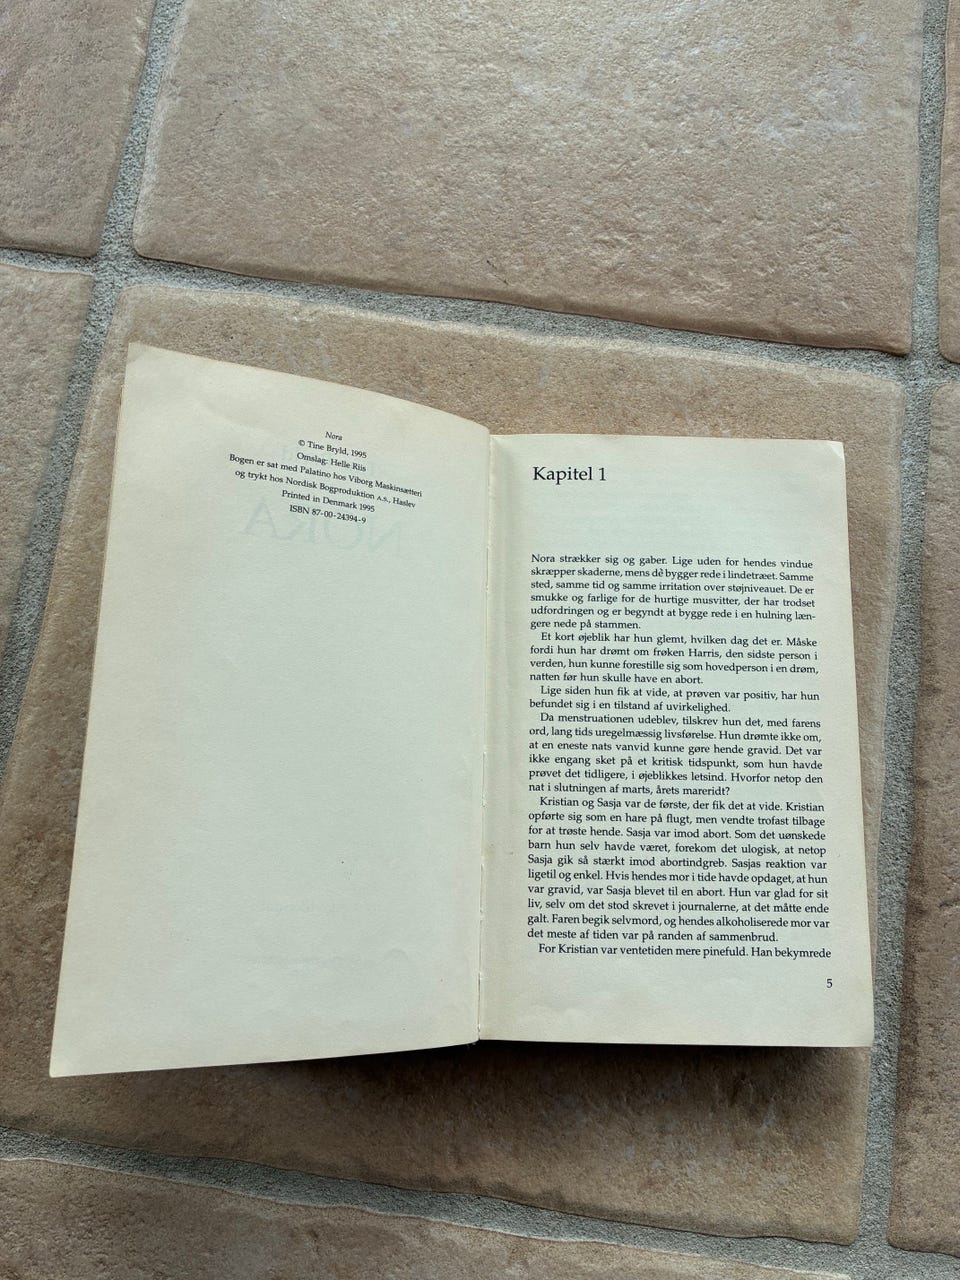 Nora
© Tine Bryld, 1995
Omslag: Helle Riis
Bogen er sat med Palatino hos Viborg Maskinsætteri
og trykt hos Nordisk Bogproduktion A.S., Haslev
Printed in Denmark 1995
ISBN 87-00-24394-9
NORA
Kapitel 1
Nora strækker sig og gaber. Lige uden for hendes vindue
skræpper skaderne, mens de bygger rede i lindetræet. Samme
sted, samme tid og samme irritation over støjniveauet. De er
smukke og farlige for de hurtige musvitter, der har trodset
udfordringen og er begyndt at bygge rede i en hulning læn-
gere nede på stammen.
Et kort øjeblik har hun glemt, hvilken dag det er. Måske
fordi hun har drømt om frøken Harris, den sidste person i
verden, hun kunne forestille sig som hovedperson i en drøm,
natten før hun skulle have en abort.
Lige siden hun fik at vide, at prøven var positiv, har hun
befundet sig i en tilstand af uvirkelighed.
Da menstruationen udeblev, tilskrev hun det, med farens
ord, lang tids uregelmæssig livsførelse. Hun drømte ikke om,
at en eneste nats vanvid kunne gøre hende gravid. Det var
ikke engang sket på et kritisk tidspunkt, som hun havde
prøvet det tidligere, i øjeblikkes letsind. Hvorfor netop den
nat i slutningen af marts, årets mareridt?
Kristian og Sasja var de første, der fik det at vide. Kristian
opførte sig som en hare på flugt, men vendte trofast tilbage
for at trøste hende. Sasja var imod abort. Som det uønskede
barn hun selv havde været, forekom det ulogisk, at netop
Sasja gik så stærkt imod abortindgreb. Sasjas reaktion var
ligetil og enkel. Hvis hendes mor i tide havde opdaget, at hun
var gravid, var Sasja blevet til en abort. Hun var glad for sit
liv, selv om det stod skrevet i journalerne, at det måtte ende
galt. Faren begik selvmord, og hendes alkoholiserede mor var
det meste af tiden var på randen af sammenbrud.
For Kristian var ventetiden mere pinefuld. Han bekymrede
5